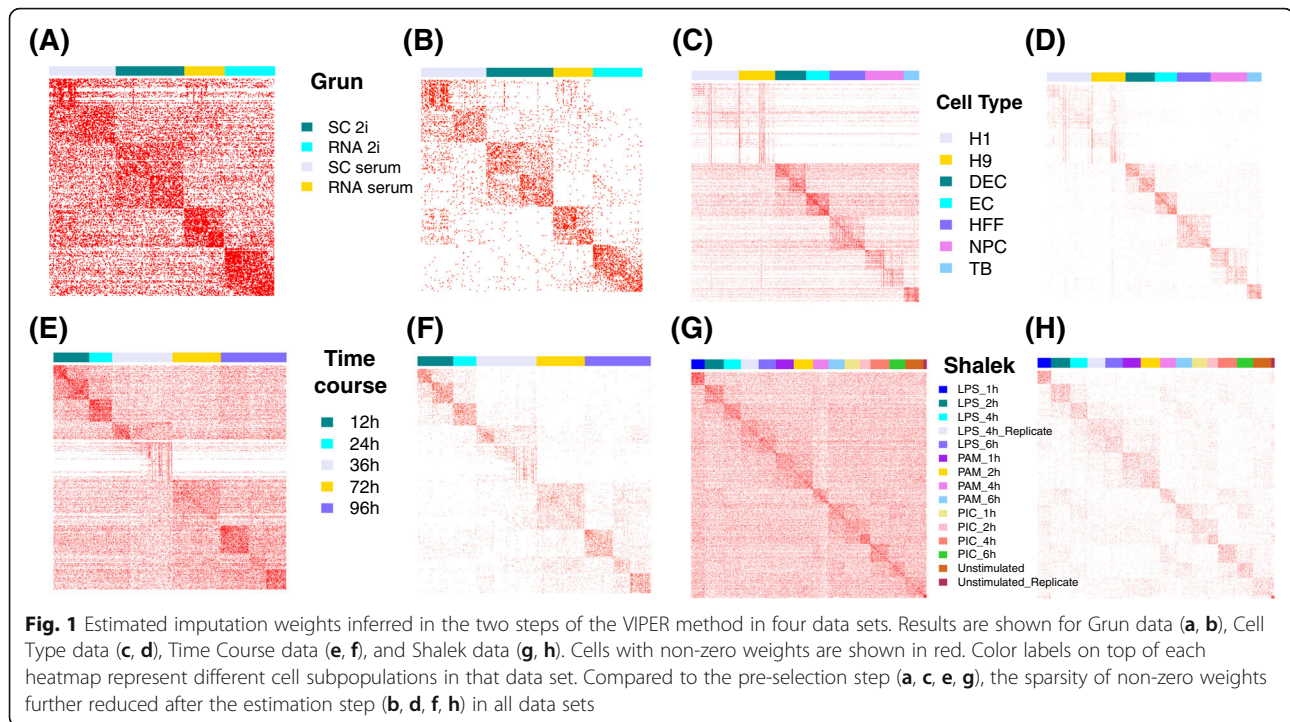 (A)
(B)
(C)
(D)
Grun
SC 2i
RNA 2i
SC serum
RNA serum
Cell Type
H1
H9
DEC
EC
HFF
NPC
TB
(E)
(F)
(G)
(H)
Time
course
12h
24h
36h
72h
96h
Shalek
LPS_1h
LPS_2h
LPS_4h
LPS_4h_Replicate
LPS_6h
PAM_1h
PAM_2h
PAM_4h
PAM_6h
PIC_1h
PIC_2h
PIC_4h
PIC_6h
Unstimulated
Unstimulated_Replicate
Fig. 1 Estimated imputation weights inferred in the two steps of the VIPER method in four data sets. Results are shown for Grun data (a, b), Cell
Type data (c, d), Time Course data (e, f), and Shalek data (g, h). Cells with non-zero weights are shown in red. Color labels on top of each
heatmap represent different cell subpopulations in that data set. Compared to the pre-selection step (a, c, e, g), the sparsity of non-zero weights
further reduced after the estimation step (b, d, f, h) in all data sets